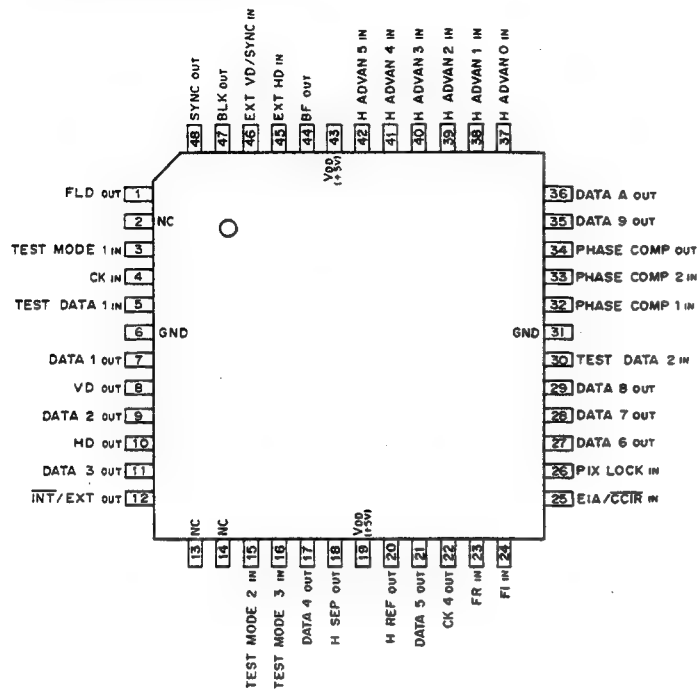 48 SYNC OUT
47 BLK OUT
46 EXT VD/SYNC IN
45 EXT HD IN
44 BF OUT
43 VDD (+5V)
42 H ADVAN 5 IN
41 H ADVAN 4 IN
40 H ADVAN 3 IN
39 H ADVAN 2 IN
38 H ADVAN 1 IN
37 H ADVAN 0 IN
FLD OUT 1
2 NC
TEST MODE 1 IN 3
CK IN 4
TEST DATA 1 IN 5
6 GND
DATA 1 OUT 7
VD OUT 8
DATA 2 OUT 9
HD OUT 10
DATA 3 OUT 11
INT/EXT OUT 12
36 DATA A OUT
35 DATA 9 OUT
34 PHASE COMP OUT
33 PHASE COMP 2 IN
32 PHASE COMP 1 IN
GND 31
30 TEST DATA 2 IN
29 DATA 8 OUT
28 DATA 7 OUT
27 DATA 6 OUT
26 PIX LOCK IN
25 EIA/CCIR IN
NC 13
NC 14
TEST MODE 2 IN 15
TEST MODE 3 IN 16
DATA 4 OUT 17
H SEP OUT 18
VDD (+5V) 19
H REF OUT 20
DATA 5 OUT 21
CK 4 OUT 22
FR IN 23
FI IN 24